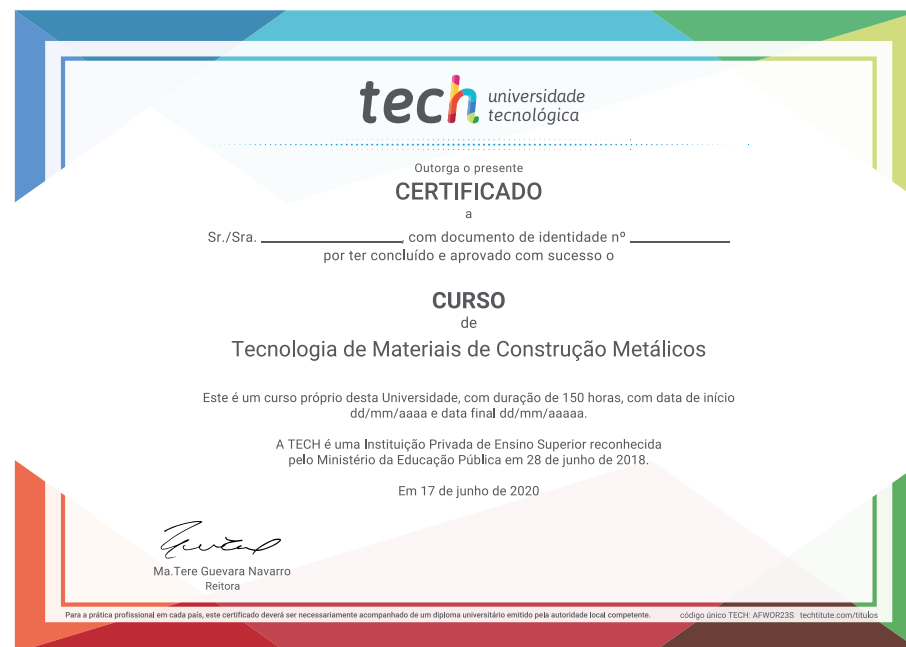 tech universidade
tecnológica
Outorga o presente
CERTIFICADO
a
Sr./Sra. ____________, com documento de identidade nº ____________
por ter concluído e aprovado com sucesso o
CURSO
de
Tecnologia de Materiais de Construção Metálicos
Este é um curso próprio desta Universidade, com duração de 150 horas, com data de início
dd/mm/aaaa e data final dd/mm/aaaaa.
A TECH é uma Instituição Privada de Ensino Superior reconhecida
pelo Ministério da Educação Pública em 28 de junho de 2018.
Em 17 de junho de 2020
Ma.Tere Guevara Navarro
Reitora
Para a prática profissional em cada país, este certificado deverá ser necessariamente acompanhado de um diploma universitário emitido pela autoridade local competente. código único TECH: AFWOR23S techtitute.com/titulos